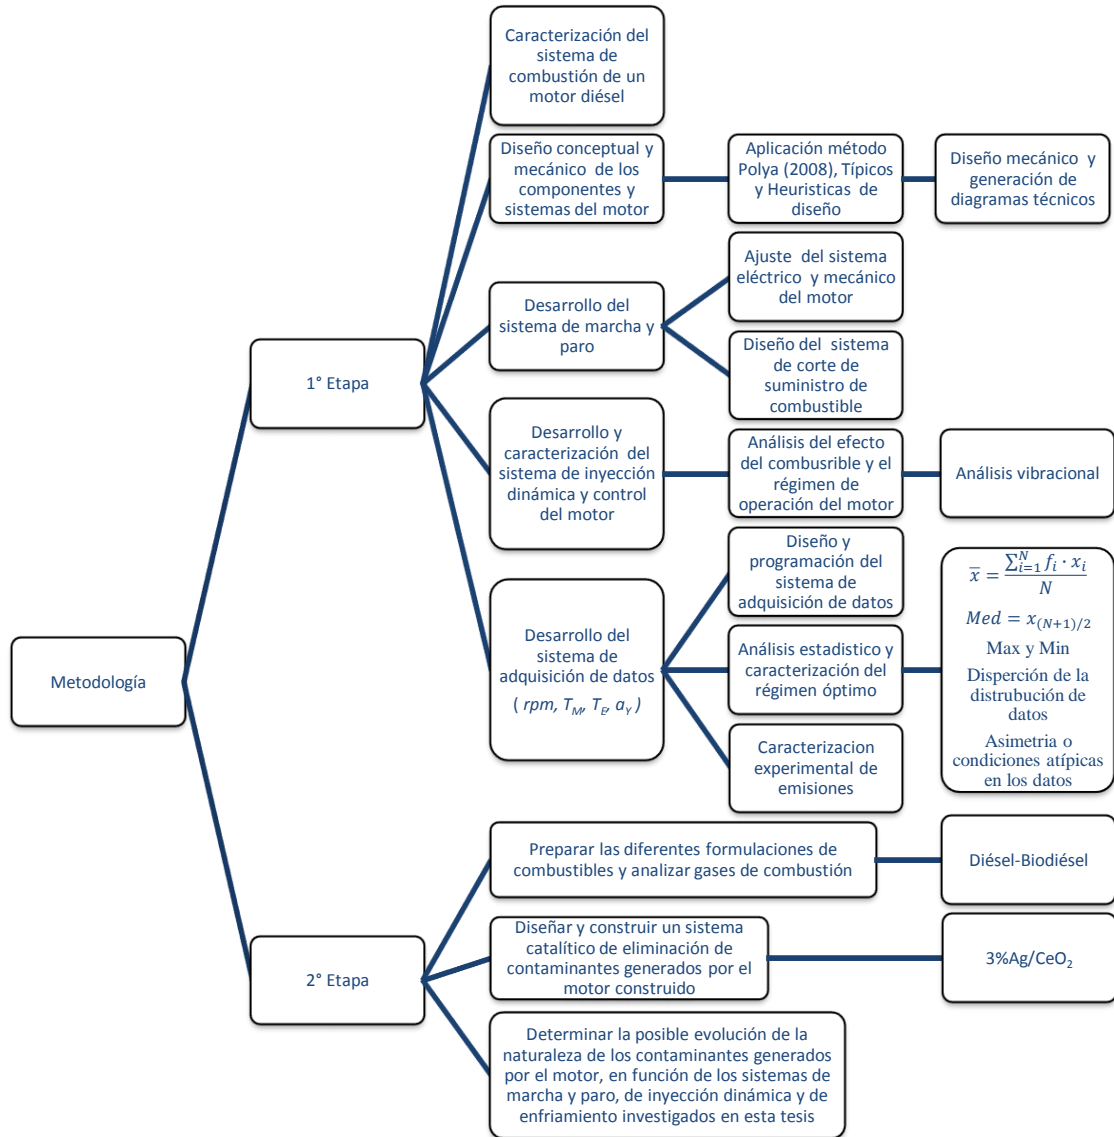 Metodología
1° Etapa
Caracterización del
sistema de
combustión de un
motor diésel
Diseño conceptual y
mecánico de los
componentes y
sistemas del motor
Aplicación método
Polya (2008), Típicos
y Heuristicas de
diseño
Diseño mecánico y
generación de
diagramas técnicos
Desarrollo del
sistema de marcha y
paro
Ajuste del sistema
eléctrico y mecánico
del motor
Diseño del sistema
de corte de
suministro de
combustible
Desarrollo y
caracterización del
sistema de inyección
dinámica y control
del motor
Análisis del efecto
del combusrible y el
régimen de
operación del motor
Análisis vibracional
Desarrollo del
sistema de
adquisición de datos
( rpm, T_M, T_E, a_Y )
Diseño y
programación del
sistema de
adquisición de datos
Análisis estadistico y
caracterización del
régimen óptimo
x̅ = ∑_{i=1}^{N} f_i · x_i / N
Med = x_{(N+1)/2}
Max y Min
Disperción de la
distrubución de
datos
Asimetria o
condiciones atípicas
en los datos
Caracterizacion
experimental de
emisiones
2° Etapa
Preparar las diferentes formulaciones de
combustibles y analizar gases de combustión
Diésel-Biodiésel
Diseñar y construir un sistema
catalítico de eliminación de
contaminantes generados por el
motor construido
3%Ag/CeO₂
Determinar la posible evolución de la
naturaleza de los contaminantes generados
por el motor, en función de los sistemas de
marcha y paro, de inyección dinámica y de
enfriamiento investigados en esta tesis